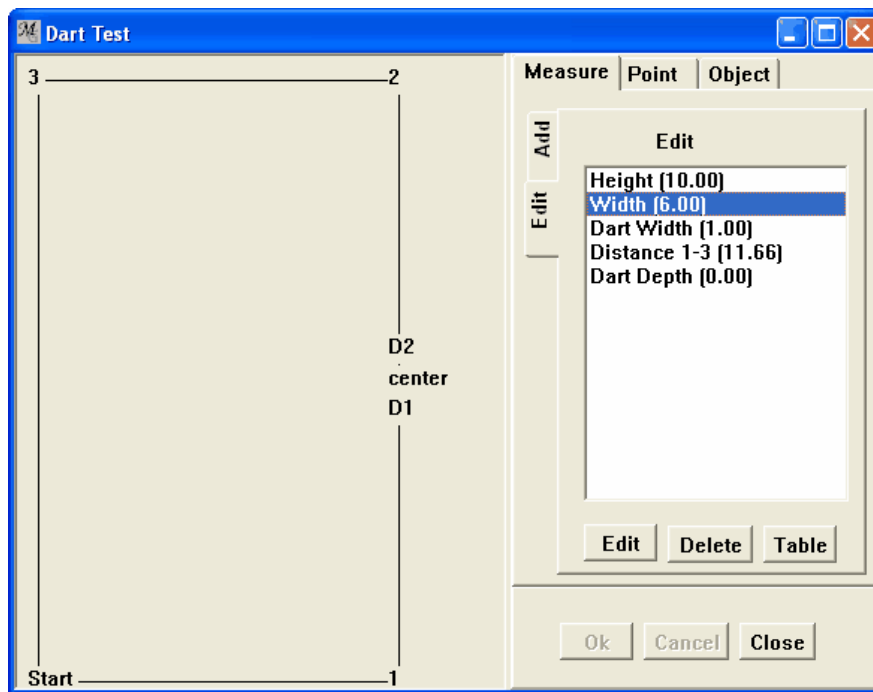 Dart Test
3 2
D2
center
D1
Start 1
Measure Point Object
Add
Edit
Edit
Height (10.00)
Width (6.00)
Dart Width (1.00)
Distance 1-3 (11.66)
Dart Depth (0.00)
Edit Delete Table
Ok Cancel Close